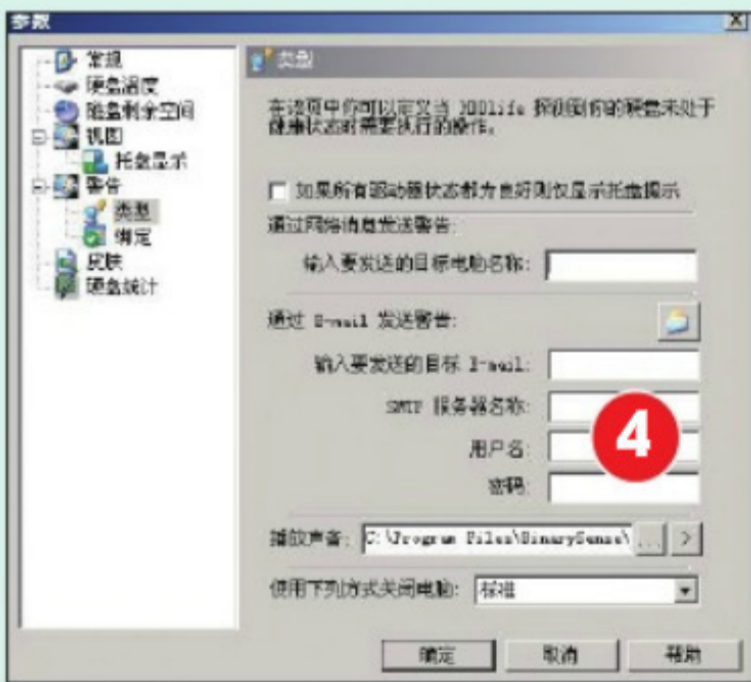 参数
常规
硬盘温度
磁盘剩余空间
视图
托盘显示
警告
类型
绑定
皮肤
硬盘统计
类型
在该页中你可以定义当 HDDlife 探测到你的硬盘未处于
健康状态时需要执行的操作。
如果所有驱动器状态都为良好则仅显示托盘提示
通过网络消息发送警告:
输入要发送的目标电脑名称:
通过 E-mail 发送警告:
输入要发送的目标 E-mail:
SMTP 服务器名称:
用户名:
密码:
4
播放声音: C:\Program Files\BinarySense\ ... >
使用下列方式关闭电脑: 标准
确定 取消 帮助